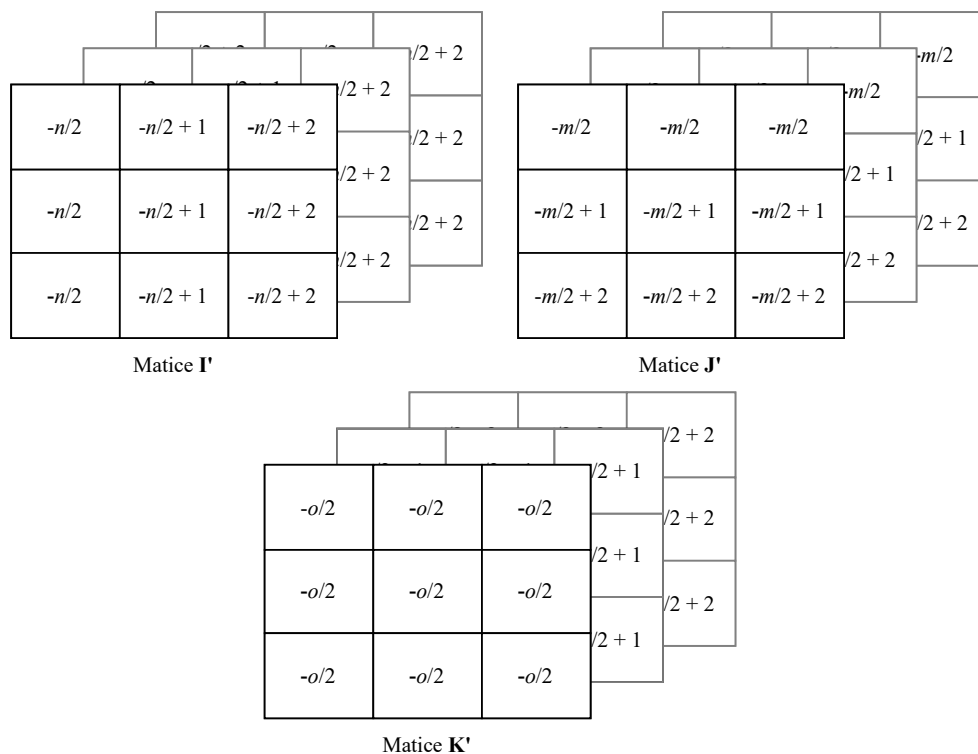 /2 + 2
/2 + 2
-n/2 -n/2 + 1 -n/2 + 2
/2 + 2
/2 + 2
-n/2 -n/2 + 1 -n/2 + 2
/2 + 2
/2 + 2
-n/2 -n/2 + 1 -n/2 + 2
Matice I'
-m/2
-m/2
-m/2 -m/2 -m/2
/2 + 1
/2 + 1
-m/2 + 1 -m/2 + 1 -m/2 + 1
/2 + 2
/2 + 2
-m/2 + 2 -m/2 + 2 -m/2 + 2
Matice J'
/2 + 2
/2 + 1
-o/2 -o/2 -o/2
/2 + 2
/2 + 1
-o/2 -o/2 -o/2
/2 + 2
/2 + 1
-o/2 -o/2 -o/2
Matice K'